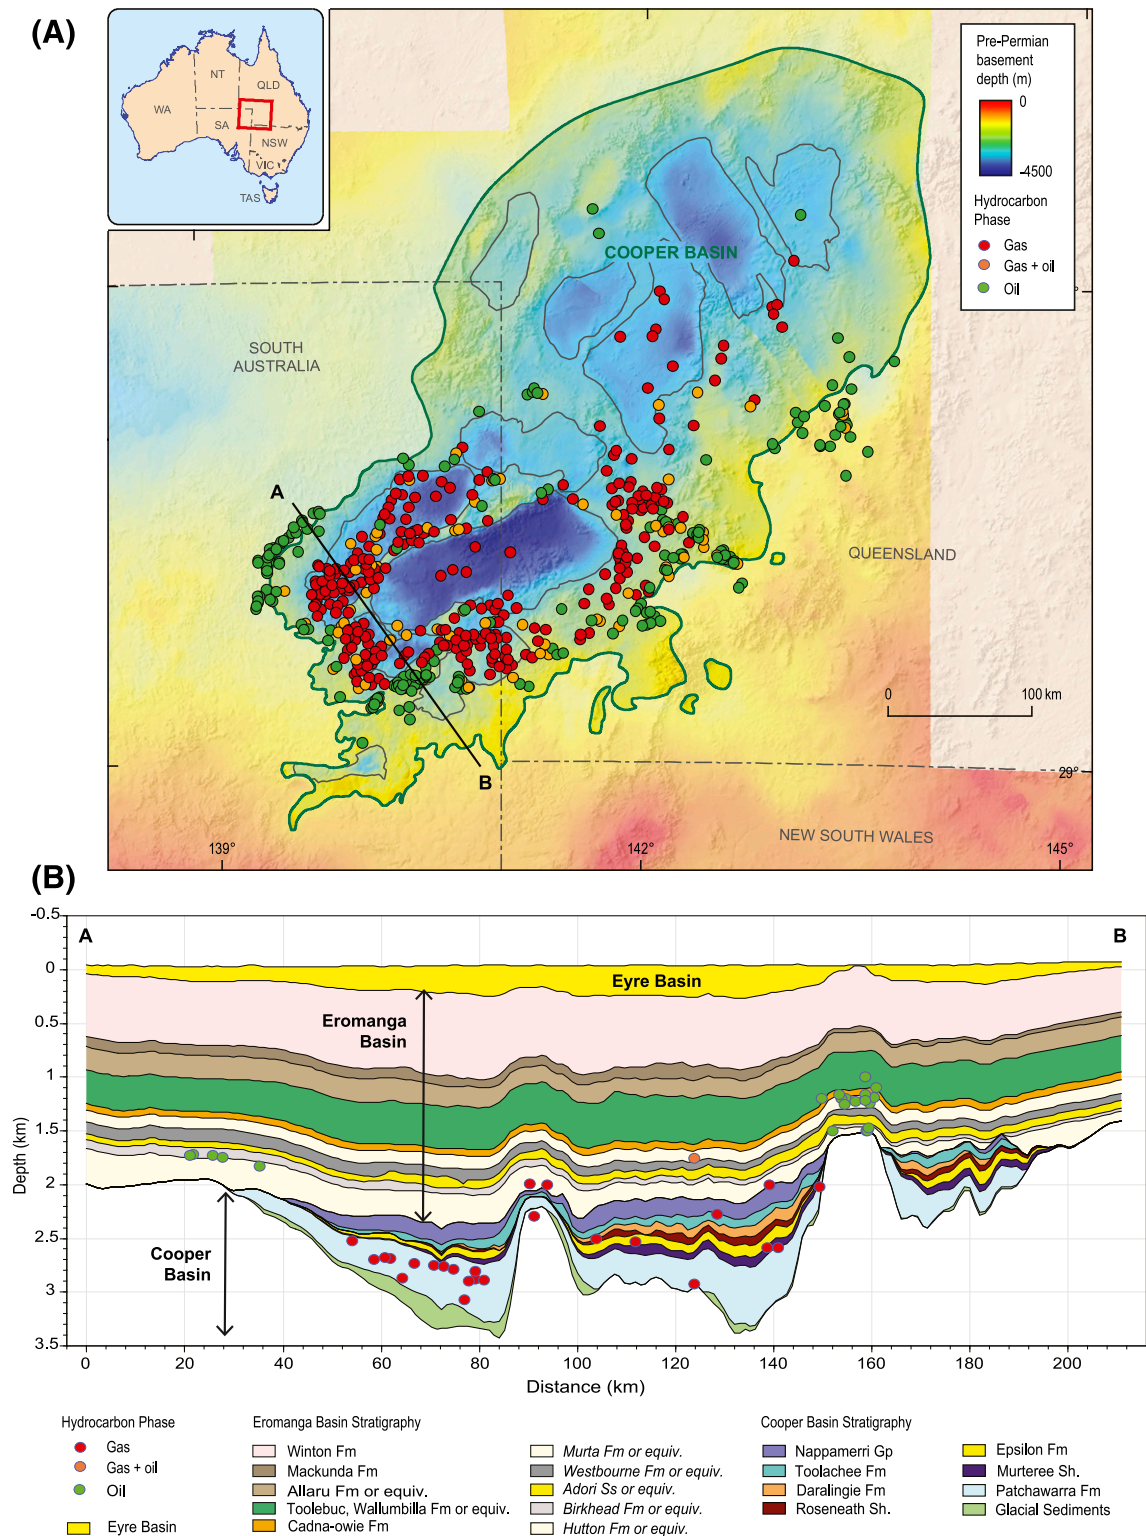 (A)
NT
QLD
WA
SA
NSW
VIC
TAS
Pre-Permian
basement
depth (m)
0
-4500
Hydrocarbon
Phase
Gas
Gas + oil
Oil
COOPER BASIN
SOUTH
AUSTRALIA
A
QUEENSLAND
0
100 km
B
29°
NEW SOUTH WALES
139°
142°
145°
(B)
-0.5
A
B
0
Eyre Basin
0.5
Eromanga
Basin
1
1.5
Depth (km)
2
Cooper
Basin
2.5
3
3.5
0
20
40
60
80
100
120
140
160
180
200
Distance (km)
Hydrocarbon Phase
Gas
Gas + oil
Oil
Eyre Basin
Eromanga Basin Stratigraphy
Winton Fm
Mackunda Fm
Allaru Fm or equiv.
Toolebuc, Wallumbilla Fm or equiv.
Cadna-owie Fm
Murta Fm or equiv.
Westbourne Fm or equiv.
Adori Ss or equiv.
Birkhead Fm or equiv.
Hutton Fm or equiv.
Cooper Basin Stratigraphy
Nappamerri Gp
Toolachee Fm
Daralingie Fm
Roseneath Sh.
Epsilon Fm
Murteree Sh.
Patchawarra Fm
Glacial Sediments